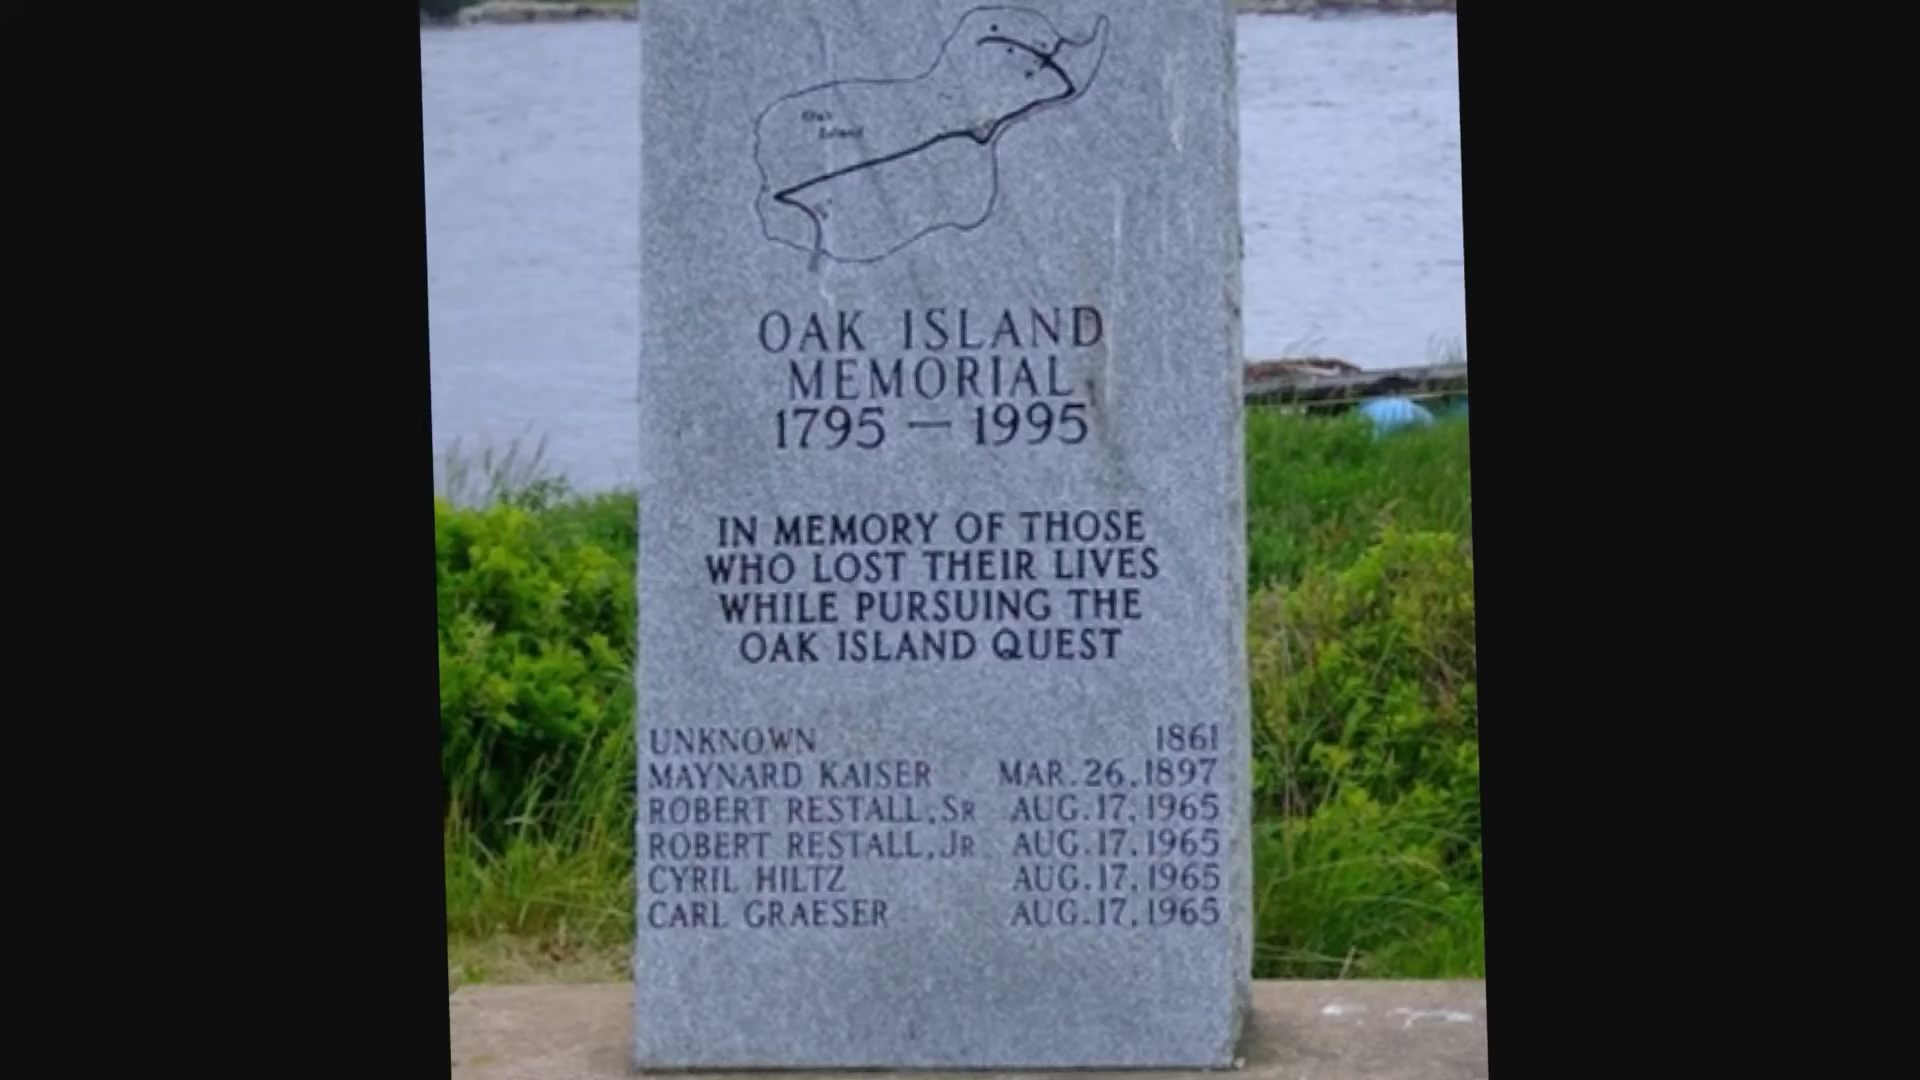 Oak
Island
OAK ISLAND
MEMORIAL
1795 — 1995
IN MEMORY OF THOSE
WHO LOST THEIR LIVES
WHILE PURSUING THE
OAK ISLAND QUEST
UNKNOWN 1861
MAYNARD KAISER MAR. 26, 1897
ROBERT RESTALL, SR AUG. 17, 1965
ROBERT RESTALL, JR AUG. 17, 1965
CYRIL HILTZ AUG. 17, 1965
CARL GRAESER AUG. 17, 1965